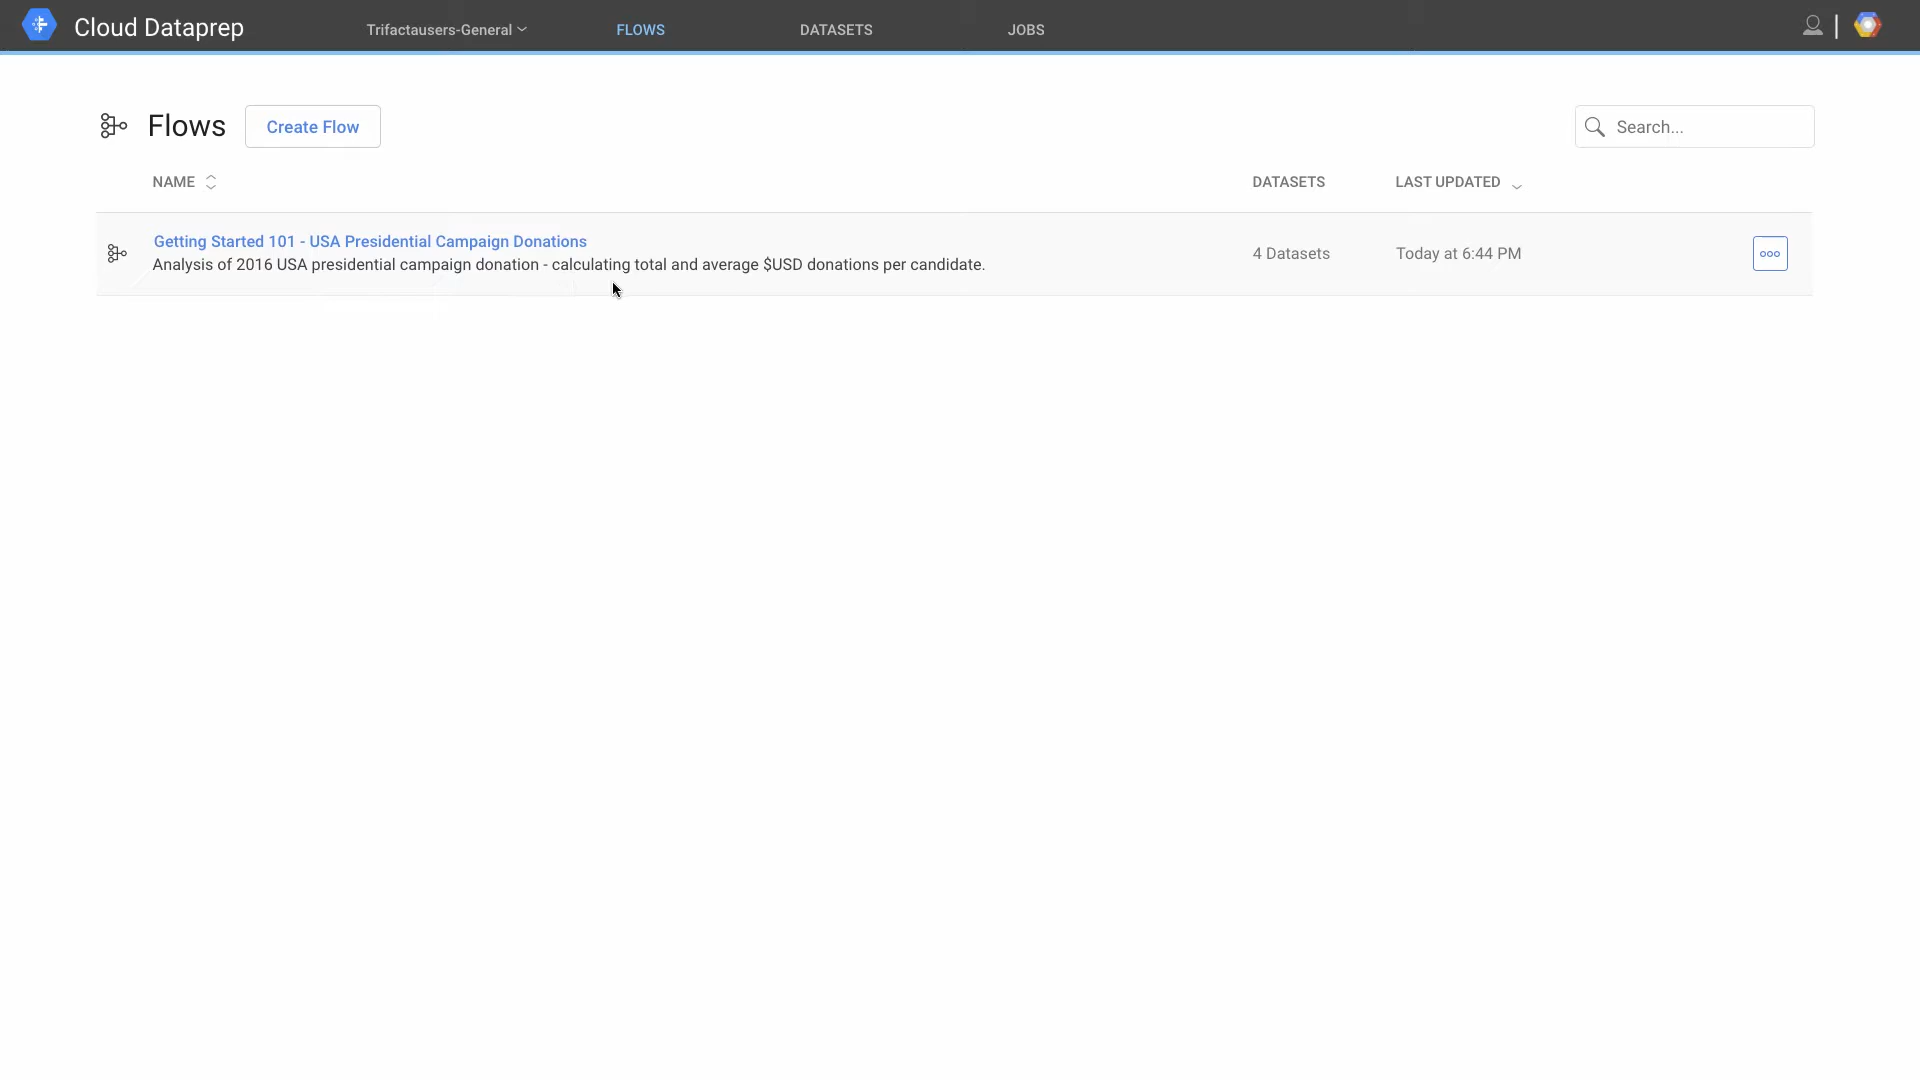 Cloud Dataprep
Trifactausers-General
FLOWS
DATASETS
JOBS
Flows
Create Flow
Search...
NAME
DATASETS
LAST UPDATED
Getting Started 101 - USA Presidential Campaign Donations
Analysis of 2016 USA presidential campaign donation - calculating total and average $USD donations per candidate.
4 Datasets
Today at 6:44 PM